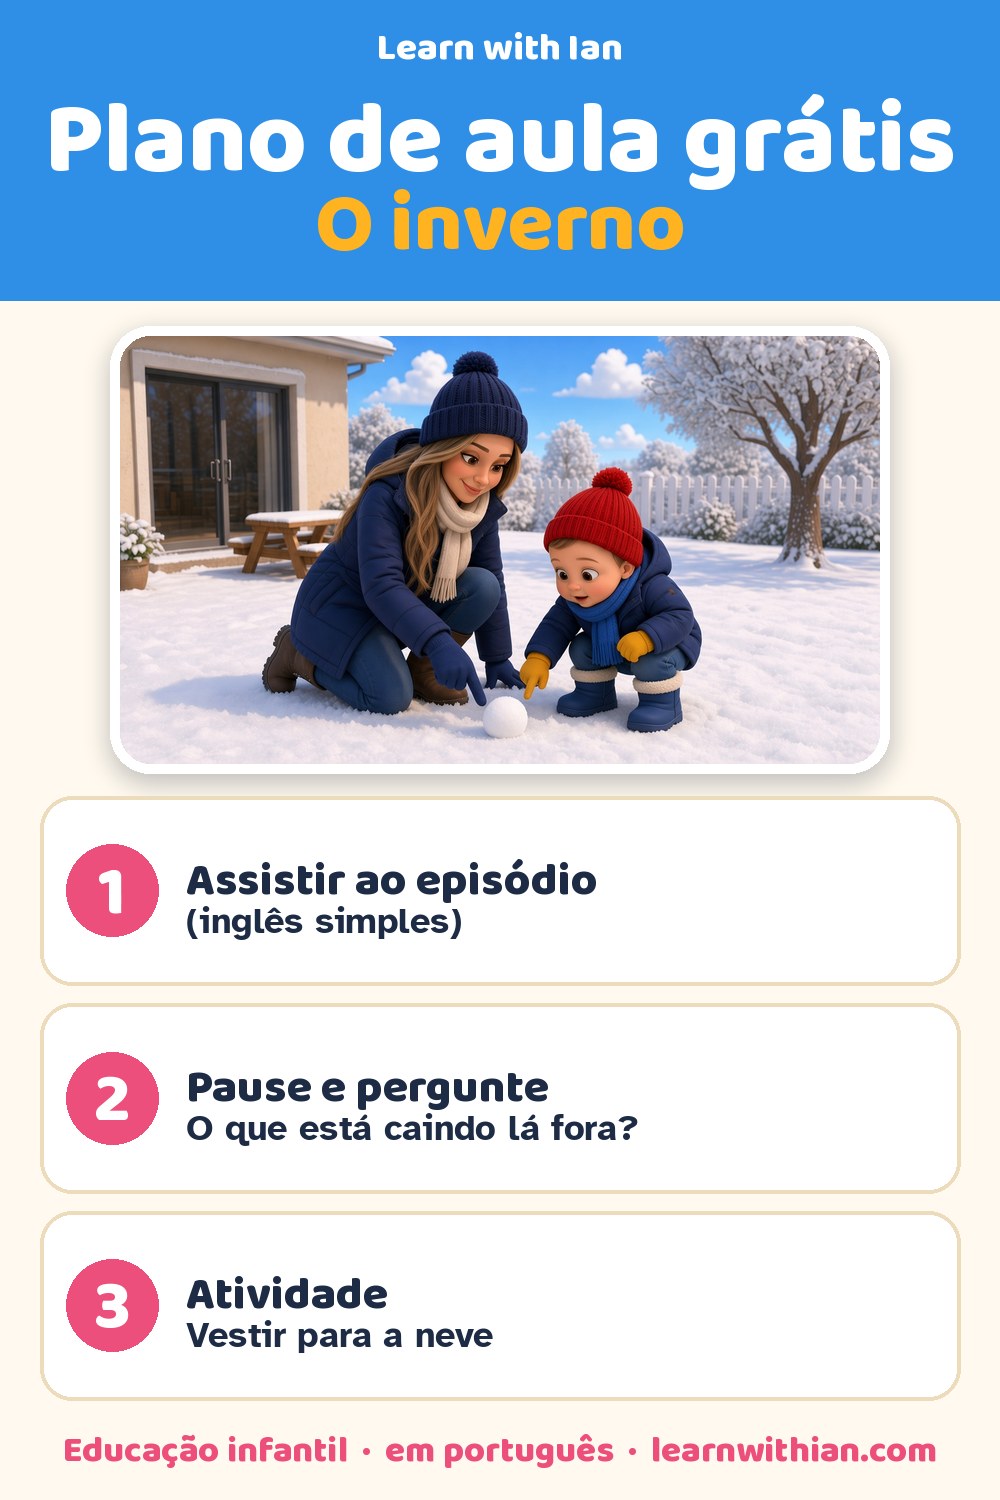 Learn with Ian
Plano de aula grátis
O inverno
1
Assistir ao episódio
(inglês simples)
2
Pause e pergunte
O que está caindo lá fora?
3
Atividade
Vestir para a neve
Educação infantil • em português • learnwithian.com